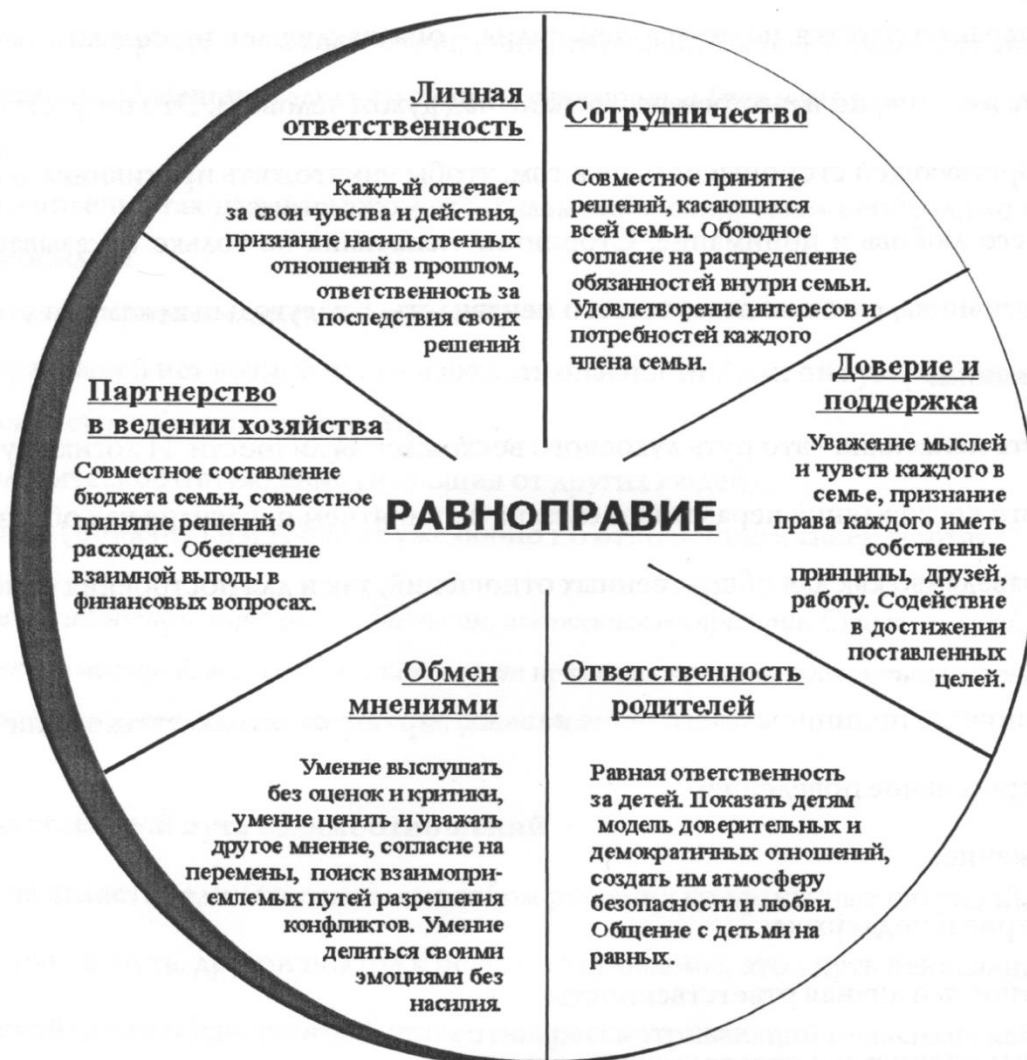 Личная
ответственность
Каждый отвечает
за свои чувства и действия,
признание насильственных
отношений в прошлом,
ответственность за
последствия своих
решений
Сотрудничество
Совместное принятие
решений, касающихся
всей семьи. Обоюдное
согласие на распределение
обязанностей внутри семьи.
Удовлетворение интересов и
потребностей каждого
члена семьи.
Партнерство
в ведении хозяйства
Совместное составление
бюджета семьи, совместное
принятие решений о
расходах. Обеспечение
взаимной выгоды в
финансовых вопросах.
РАВНОПРАВИЕ
Доверие и
поддержка
Уважение мыслей
и чувств каждого в
семье, признание
права каждого иметь
собственные
принципы, друзей,
работу. Содействие
в достижении
поставленных
целей.
Обмен
мнениями
Умение выслушать
без оценок и критики,
умение ценить и уважать
другое мнение, согласие на
перемены, поиск взаимопри-
емлемых путей разрешения
конфликтов. Умение
делиться своими
эмоциями без
насилия.
Ответственность
родителей
Равная ответственность
за детей. Показать детям
модель доверительных и
демократичных отношений,
создать им атмосферу
безопасности и любви.
Общение с детьми на
равных.